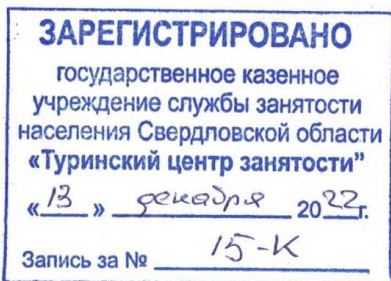 ЗАРЕГИСТРИРОВАНО
государственное казенное
учреждение службы занятости
населения Свердловской области
«Туринский центр занятости”
«13» декабря 2022г.
Запись за № 15-К